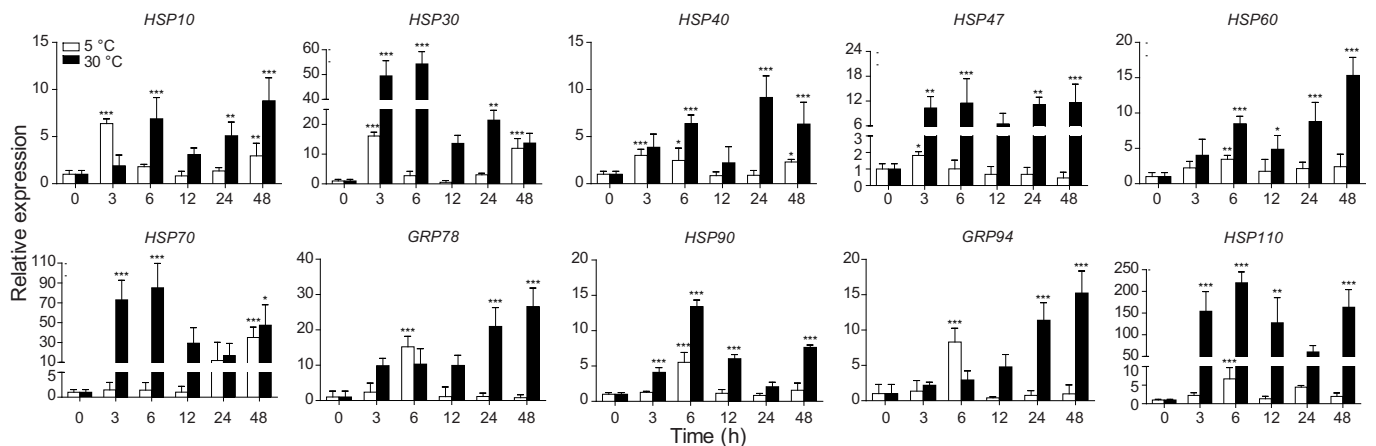 HSP10
HSP30
HSP40
HSP47
HSP60
5 °C
30 °C
15
10
5
0
60
50
40
30
20
10
0
15
10
5
0
24
18
12
6
3
2
1
0
20
15
10
5
0
*** *** ** ** ***
*** *** *** ** ***
*** * *** *** * ***
* ** *** ** ***
** *** * *** ***
0 3 6 12 24 48
0 3 6 12 24 48
0 3 6 12 24 48
0 3 6 12 24 48
0 3 6 12 24 48
Relative expression
HSP70
GRP78
HSP90
GRP94
HSP110
110
90
70
50
30
10
5
0
40
30
20
10
0
20
15
10
5
0
20
15
10
5
0
250
200
150
100
50
10
5
0
*** *** *** *
*** *** ***
*** *** *** *** ***
*** *** ***
*** *** *** ** ***
0 3 6 12 24 48
0 3 6 12 24 48
0 3 6 12 24 48
0 3 6 12 24 48
0 3 6 12 24 48
Time (h)